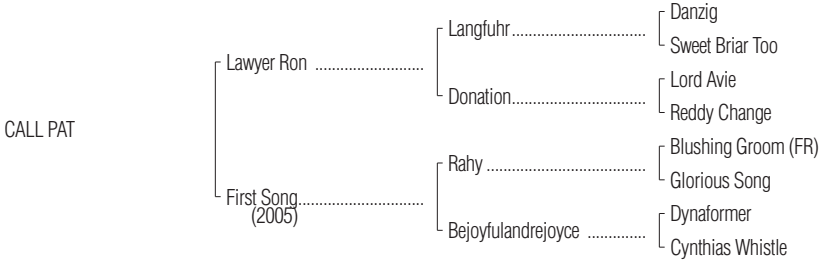 Danzig
Langfuhr
Sweet Briar Too
Lawyer Ron
Lord Avie
Donation
Reddy Change
CALL PAT
Blushing Groom (FR)
Rahy
Glorious Song
First Song
(2005)
Dynaformer
Bejoyfulandrejoyce
Cynthias Whistle